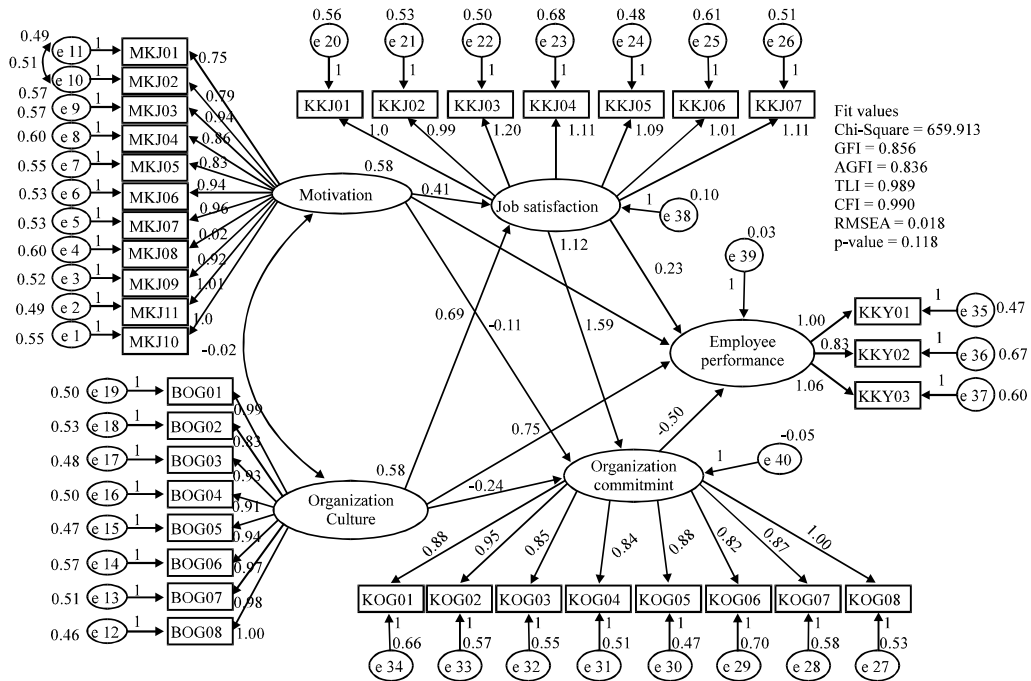 0.56 0.53 0.50 0.68 0.48 0.61 0.51
e 20 e 21 e 22 e 23 e 24 e 25 e 26
1 1 1 1 1 1 1
KKJ01 KKJ02 KKJ03 KKJ04 KKJ05 KKJ06 KKJ07
1.0 0.99 1.20 1.11 1.09 1.01 1.11
0.49 e 11 1 MKJ01 0.75
0.51
e 10 1 MKJ02 0.79
0.57
0.57 e 9 1 MKJ03 0.94
0.60 e 8 1 MKJ04 0.86
0.55 e 7 1 MKJ05 0.83
0.53 e 6 1 MKJ06 0.94
0.53 e 5 1 MKJ07 0.96
0.60 e 4 1 MKJ08 0.02
0.52 e 3 1 MKJ09 0.92
0.49 e 2 1 MKJ11 1.01
0.55 e 1 1 MKJ10 1.0
Fit values
Chi-Square = 659.913
GFI = 0.856
AGFI = 0.836
TLI = 0.989
CFI = 0.990
RMSEA = 0.018
p-value = 0.118
0.58
Motivation
0.41
Job satisfaction
1 e 38 0.10
1.12
0.03
e 39
1
0.23
0.69
-0.11
1.59
-0.02
Employee
performance
1.00 KKY01 1 e 35 0.47
0.83 KKY02 1 e 36 0.67
1.06 KKY03 1 e 37 0.60
0.75
-0.50
-0.05
1 e 40
Organization
commitmint
-0.24
0.58
Organization
Culture
0.50 e 19 1 BOG01 0.99
0.53 e 18 1 BOG02 0.83
0.48 e 17 1 BOG03 0.93
0.50 e 16 1 BOG04 0.91
0.47 e 15 1 BOG05 0.94
0.57 e 14 1 BOG06 0.97
0.51 e 13 1 BOG07 0.98
0.46 e 12 1 BOG08 1.00
0.88 0.95 0.85 0.84 0.88 0.82 0.87 1.00
KOG01 KOG02 KOG03 KOG04 KOG05 KOG06 KOG07 KOG08
1 1 1 1 1 1 1 1
0.66 0.57 0.55 0.51 0.47 0.70 0.58 0.53
e 34 e 33 e 32 e 31 e 30 e 29 e 28 e 27